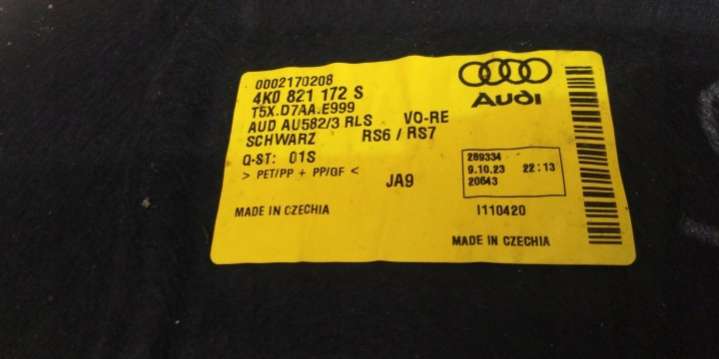 0002170208
4K0 821 172 S
T5X.D7AA.E999
AUD AU582/3 RLS VO-RE
SCHWARZ RS6 / RS7
Q-ST: 01S
> PET/PP + PP/GF <
JA9
MADE IN CZECHIA
Audi
289334
9.10.23 22:13
20643
I110420
MADE IN CZECHIA